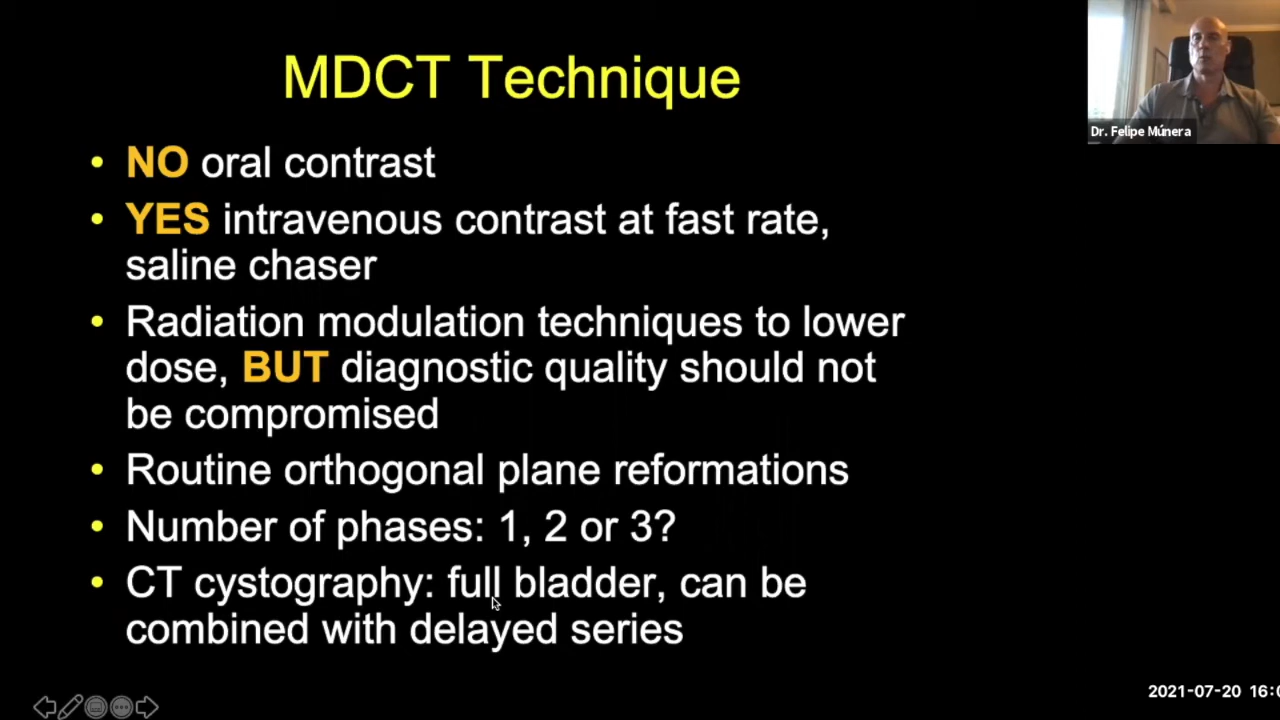 MDCT Technique
• NO oral contrast
• YES intravenous contrast at fast rate,
saline chaser
• Radiation modulation techniques to lower
dose, BUT diagnostic quality should not
be compromised
• Routine orthogonal plane reformations
• Number of phases: 1, 2 or 3?
• CT cystography: full bladder, can be
combined with delayed series
Dr. Felipe Múnera
2021-07-20 16:0